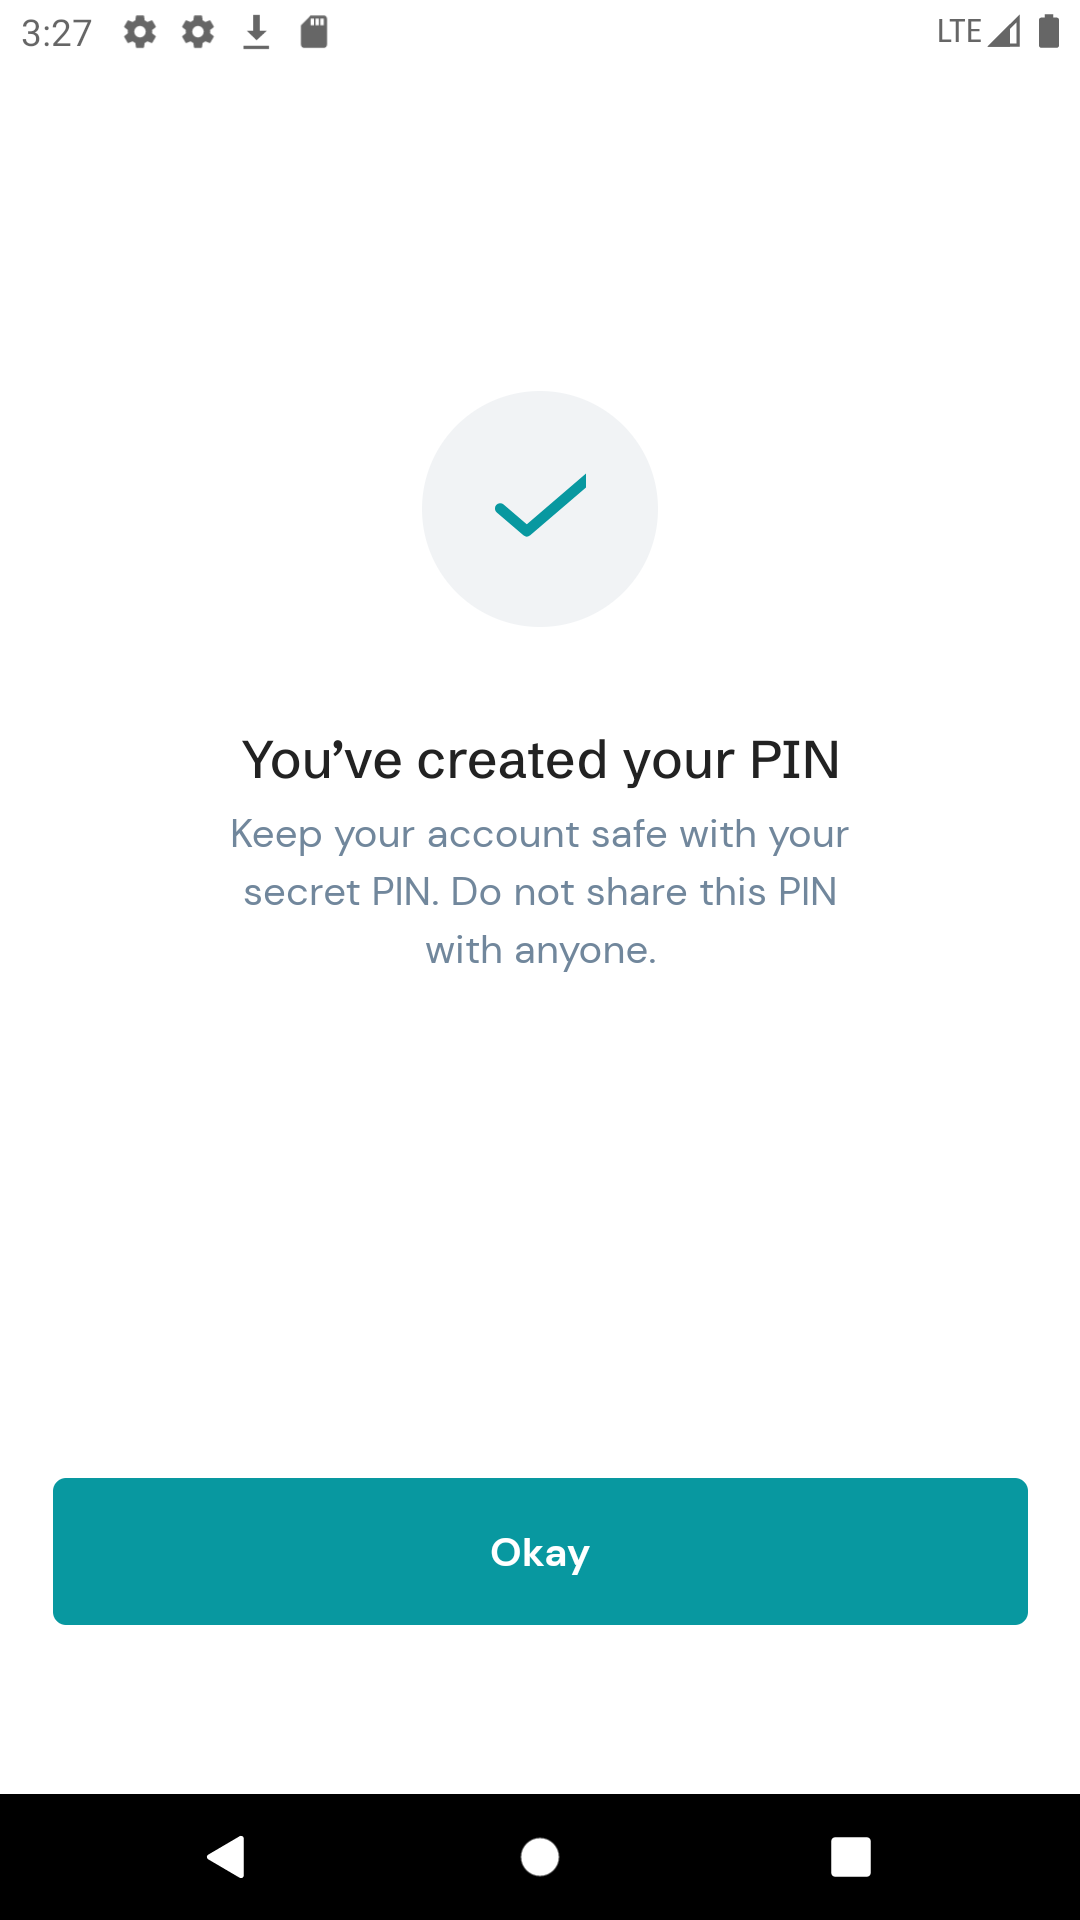 3:27
LTE
You’ve created your PIN
Keep your account safe with your
secret PIN. Do not share this PIN
with anyone.
Okay